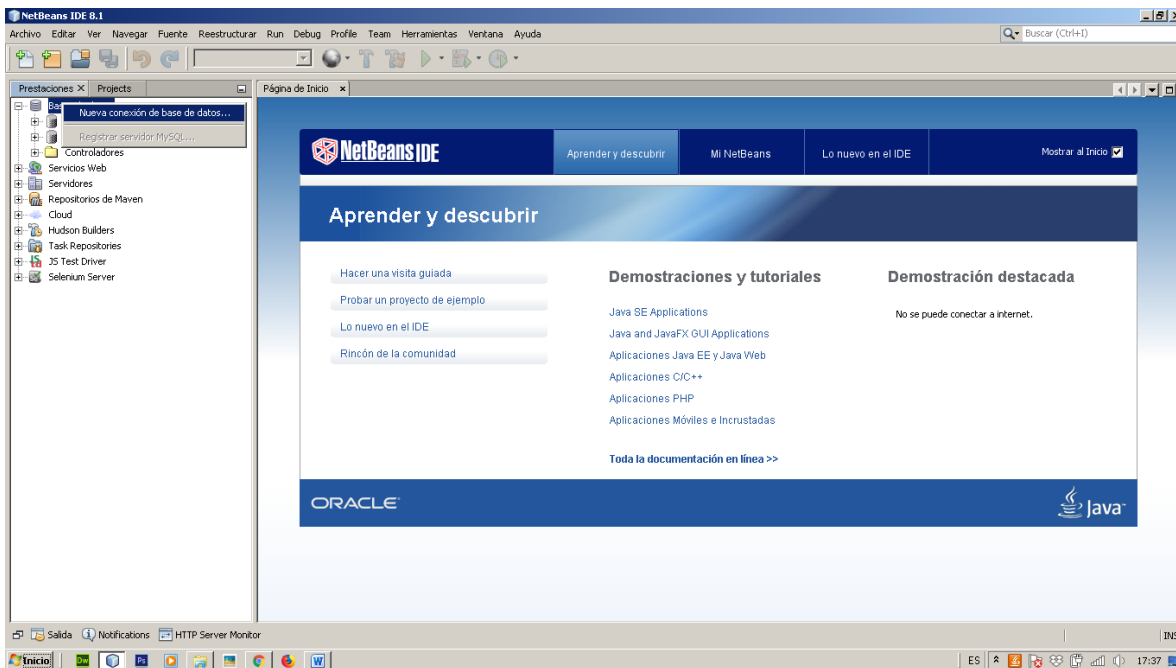 NetBeans IDE 8.1
Archivo Editar Ver Navegar Fuente Reestructurar Run Debug Profile Team Herramientas Ventana Ayuda
Buscar (Ctrl+I)
Prestaciones Projects
Página de Inicio
Nueva conexión de base de datos...
Registrar servidor MySQL...
Controladores
Servicios Web
Servidores
Repositorios de Maven
Cloud
Hudson Builders
Task Repositories
JS Test Driver
Selenium Server
NetBeans IDE
Aprender y descubrir
Mi NetBeans
Lo nuevo en el IDE
Mostrar al Inicio
Aprender y descubrir
Hacer una visita guiada
Probar un proyecto de ejemplo
Lo nuevo en el IDE
Rincón de la comunidad
Demostraciones y tutoriales
Java SE Applications
Java and JavaFX GUI Applications
Aplicaciones Java EE y Java Web
Aplicaciones C/C++
Aplicaciones PHP
Aplicaciones Móviles e Incrustadas
Toda la documentación en línea >>
Demostración destacada
No se puede conectar a internet.
ORACLE
Java
Salida Notifications HTTP Server Monitor
INS
Inicio
Dw
Ps
W
ES
17:37